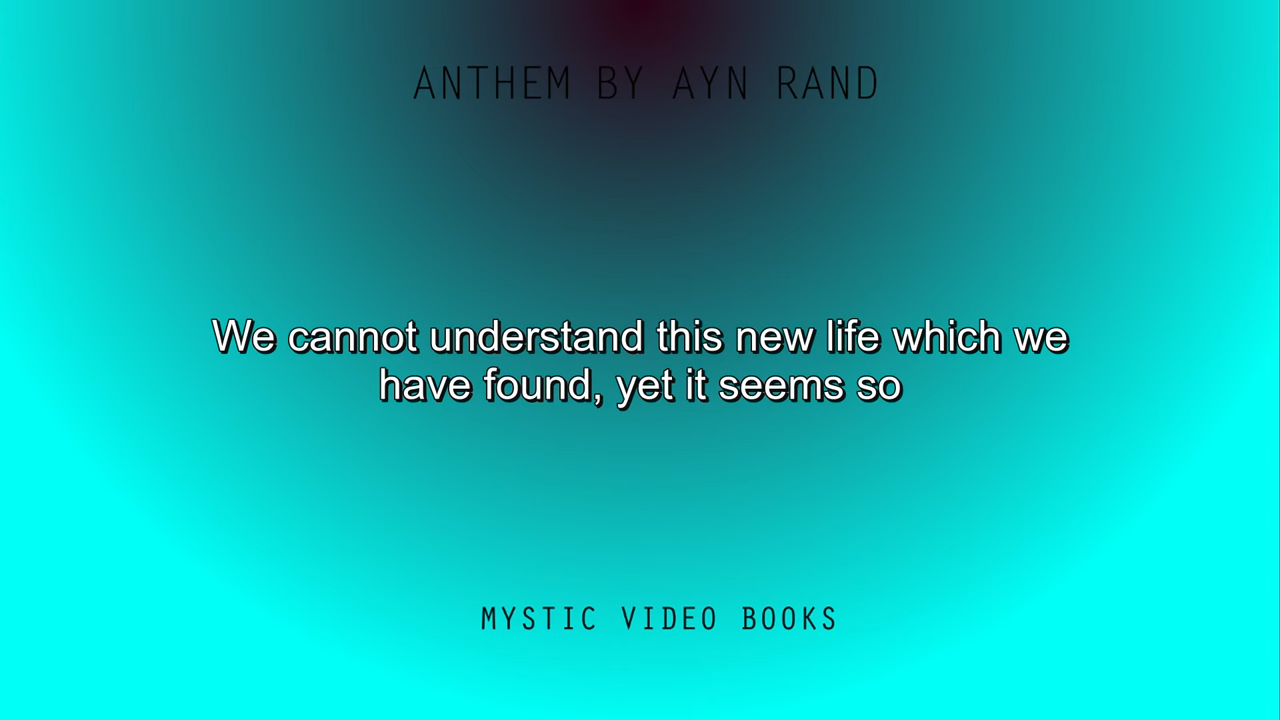 ANTHEM BY AYN RAND
We cannot understand this new life which we
have found, yet it seems so
MYSTIC VIDEO BOOKS